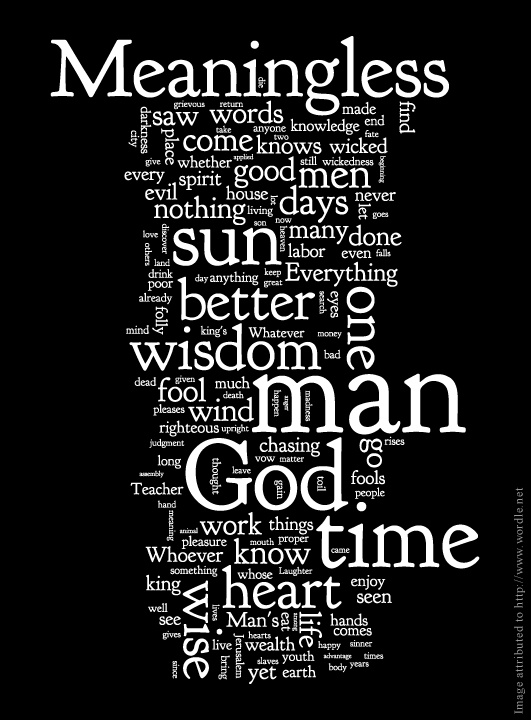 Meaningless
die
grievous return
darkness
saw words
made
find
city
place
take
anyone
knowledge
end
come
two
fate
knows wicked
give
whether
applied
still wickedness
beginning
every
spirit
good men
evil
house
lot
days
never
nothing
living
let
goes
son
now
love
discover
sun
heaven
many
done
others
labor
even
falls
land
drink
day
anything
keep
great
Everything
poor
already
better
search
eyes
one
folly
mind
king's
Whatever
money
wisdom
bad
dead
given
much
fool
death
happen
anger
madness
man
pleases
wind
righteous
upright
judgment
chasing
go
rises
God
long
thought
vow
matter
assembly
leave
grain
toil
fools
people
Teacher
hand
meaning
animal
work things
time
pleasure
mouth
proper
came
Whoever know
something
whose
Laughter
king
wise
heart
enjoy
seen
well
lives
see
Man's
eat
life
hands
gives
comes
hearts
live
Jerusalem
wealth
happy
sinner
since
bring
slaves
youth
advantage
times
yet
earth
body
years
Image attributed to http://www.wordle.net